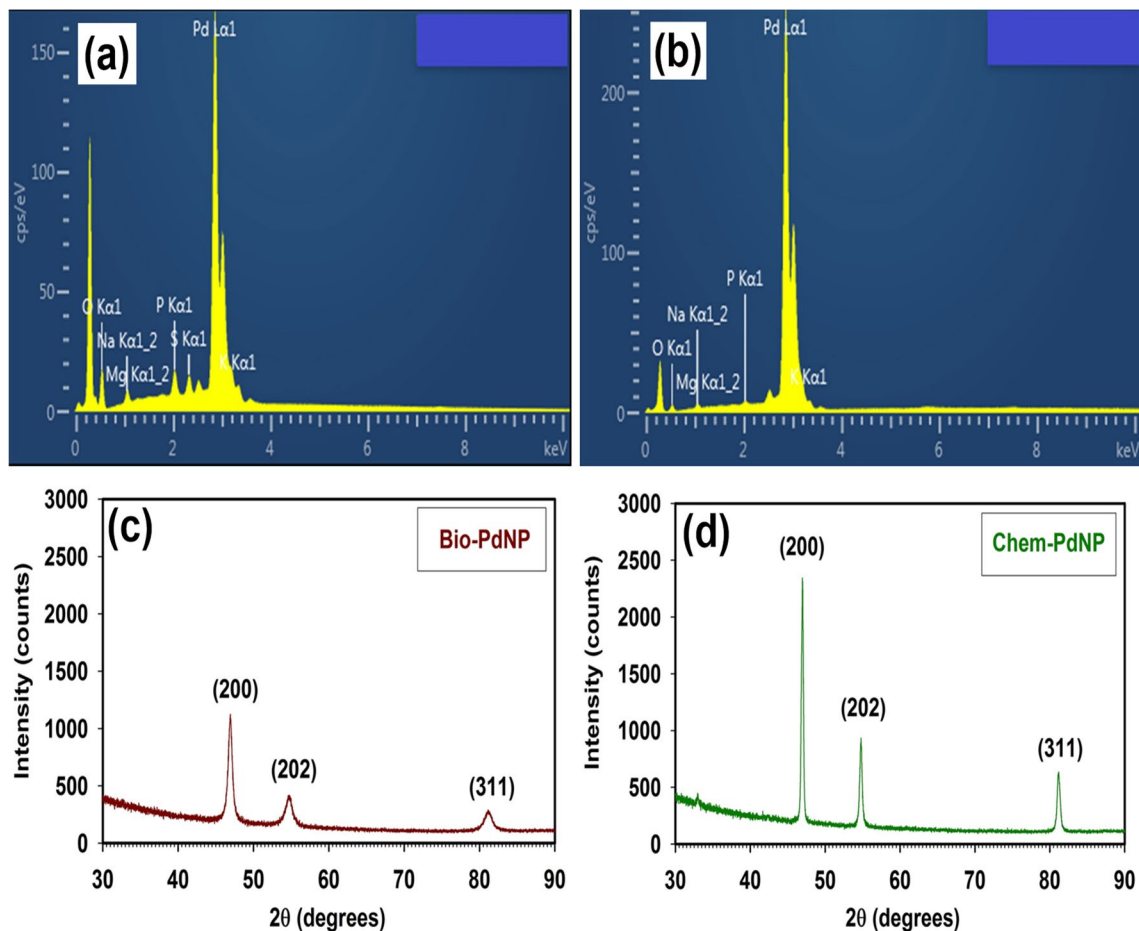 (a)
Pd Lα1
150
100
50
0
cps/eV
O Kα1
Na Kα1_2
Mg Kα1_2
P Kα1
S Kα1
K Kα1
0 2 4 6 8 keV
(b)
Pd Lα1
200
100
0
cps/eV
P Kα1
Na Kα1_2
O Kα1
Mg Kα1_2
K Kα1
0 2 4 6 8 keV
(c)
Bio-PdNP
3000
2500
2000
1500
1000
500
0
Intensity (counts)
(200)
(202)
(311)
30 40 50 60 70 80 90
2θ (degrees)
(d)
Chem-PdNP
3000
2500
2000
1500
1000
500
0
Intensity (counts)
(200)
(202)
(311)
30 40 50 60 70 80 90
2θ (degrees)